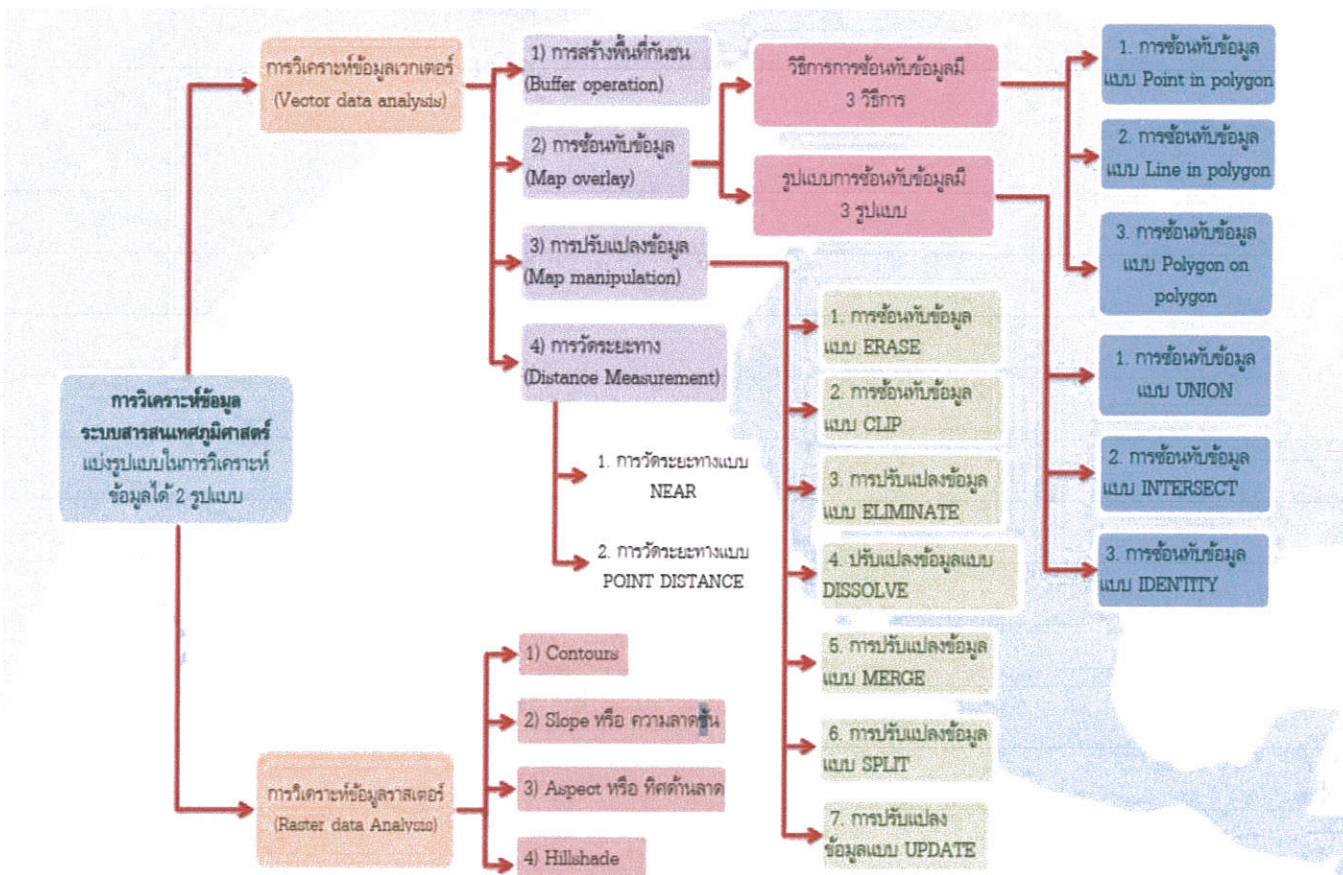 การวิเคราะห์ข้อมูล
ระบบสารสนเทศภูมิศาสตร์
แบ่งรูปแบบในการวิเคราะห์
ข้อมูลได้ 2 รูปแบบ
การวิเคราะห์ข้อมูลเวกเตอร์
(Vector data analysis)
1) การสร้างพื้นที่กันชน
(Buffer operation)
2) การซ้อนทับข้อมูล
(Map overlay)
3) การปรับแปลงข้อมูล
(Map manipulation)
4) การวัดระยะทาง
(Distance Measurement)
1. การวัดระยะทางแบบ
NEAR
2. การวัดระยะทางแบบ
POINT DISTANCE
วิธีการการซ้อนทับข้อมูลมี
3 วิธีการ
รูปแบบการซ้อนทับข้อมูลมี
3 รูปแบบ
1. การซ้อนทับข้อมูล
แบบ Point in polygon
2. การซ้อนทับข้อมูล
แบบ Line in polygon
3. การซ้อนทับข้อมูล
แบบ Polygon on
polygon
1. การซ้อนทับข้อมูล
แบบ UNION
2. การซ้อนทับข้อมูล
แบบ INTERSECT
3. การซ้อนทับข้อมูล
แบบ IDENTITY
1. การซ้อนทับข้อมูล
แบบ ERASE
2. การซ้อนทับข้อมูล
แบบ CLIP
3. การปรับแปลงข้อมูล
แบบ ELIMINATE
4. ปรับแปลงข้อมูลแบบ
DISSOLVE
5. การปรับแปลงข้อมูล
แบบ MERGE
6. การปรับแปลงข้อมูล
แบบ SPLIT
7. การปรับแปลง
ข้อมูลแบบ UPDATE
การวิเคราะห์ข้อมูลราสเตอร์
(Raster data Analysis)
1) Contours
2) Slope หรือ ความลาดชัน
3) Aspect หรือ ทิศด้านลาด
4) Hillshade